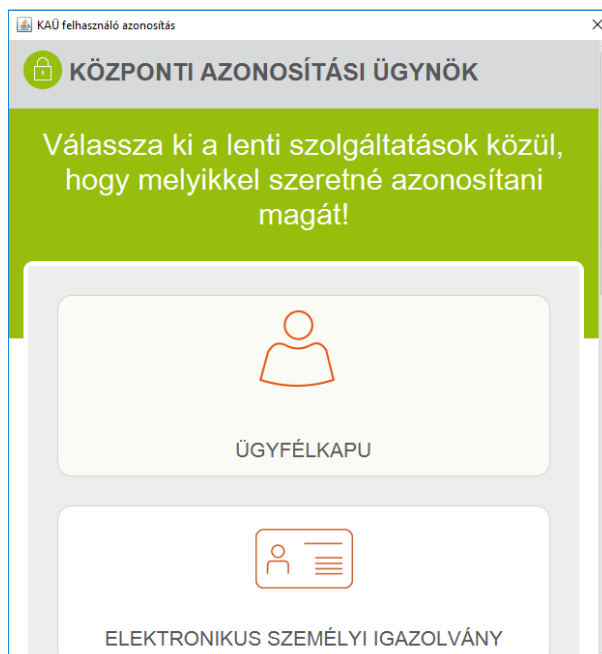 KAÜ felhasználó azonosítás
KÖZPONTI AZONOSÍTÁSI ÜGYNÖK
Válassza ki a lenti szolgáltatások közül,
hogy melyikkel szeretné azonosítani
magát!
ÜGYFÉLKAPU
ELEKTRONIKUS SZEMÉLYI IGAZOLVÁNY